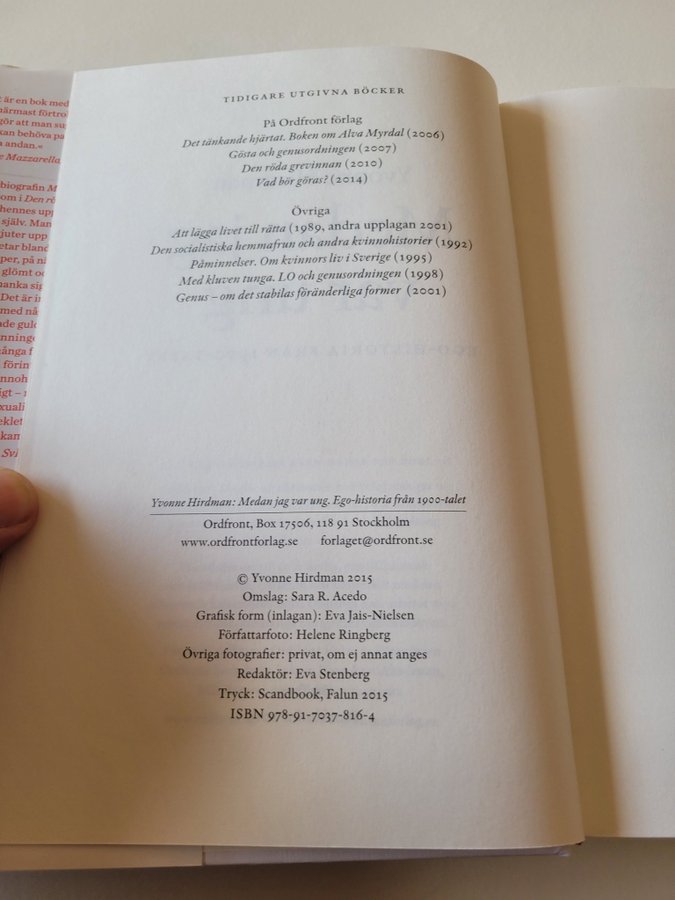 TIDIGARE UTGIVNA BÖCKER
På Ordfront förlag
Det tänkande hjärtat. Boken om Alva Myrdal (2006)
Gösta och genusordningen (2007)
Den röda grevinnan (2010)
Vad bör göras? (2014)
Övriga
Att lägga livet till rätta (1989, andra upplagan 2001)
Den socialistiska hemmafrun och andra kvinnohistorier (1992)
Påminnelser. Om kvinnors liv i Sverige (1995)
Med kluven tunga. LO och genusordningen (1998)
Genus – om det stabilas föränderliga former (2001)
Yvonne Hirdman: Medan jag var ung. Ego-historia från 1900-talet
Ordfront, Box 17506, 118 91 Stockholm
www.ordfrontforlag.se forlaget@ordfront.se
© Yvonne Hirdman 2015
Omslag: Sara R. Acedo
Grafisk form (inlagan): Eva Jais-Nielsen
Författarfoto: Helene Ringberg
Övriga fotografier: privat, om ej annat anges
Redaktör: Eva Stenberg
Tryck: Scandbook, Falun 2015
ISBN 978-91-7037-816-4